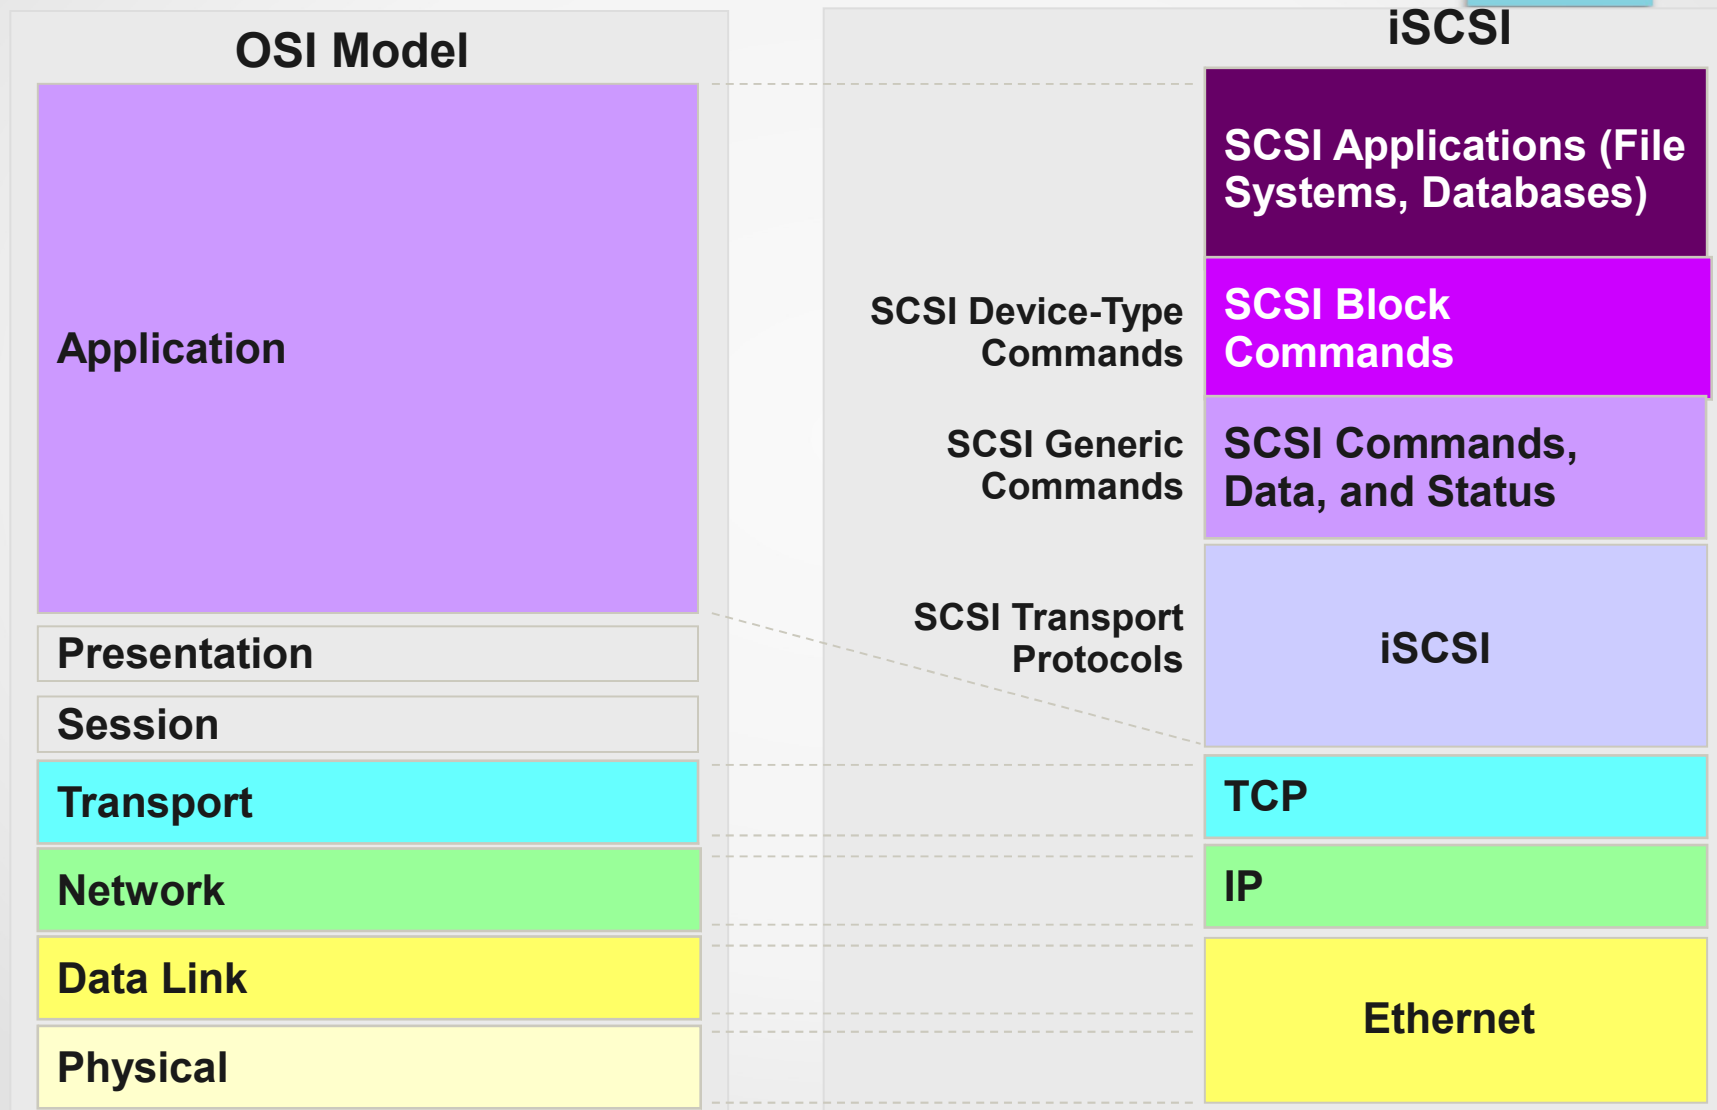 OSI Model
Application
Presentation
Session
Transport
Network
Data Link
Physical
iSCSI
SCSI Applications (File
Systems, Databases)
SCSI Device-Type
Commands
SCSI Block
Commands
SCSI Generic
Commands
SCSI Commands,
Data, and Status
SCSI Transport
Protocols
iSCSI
TCP
IP
Ethernet